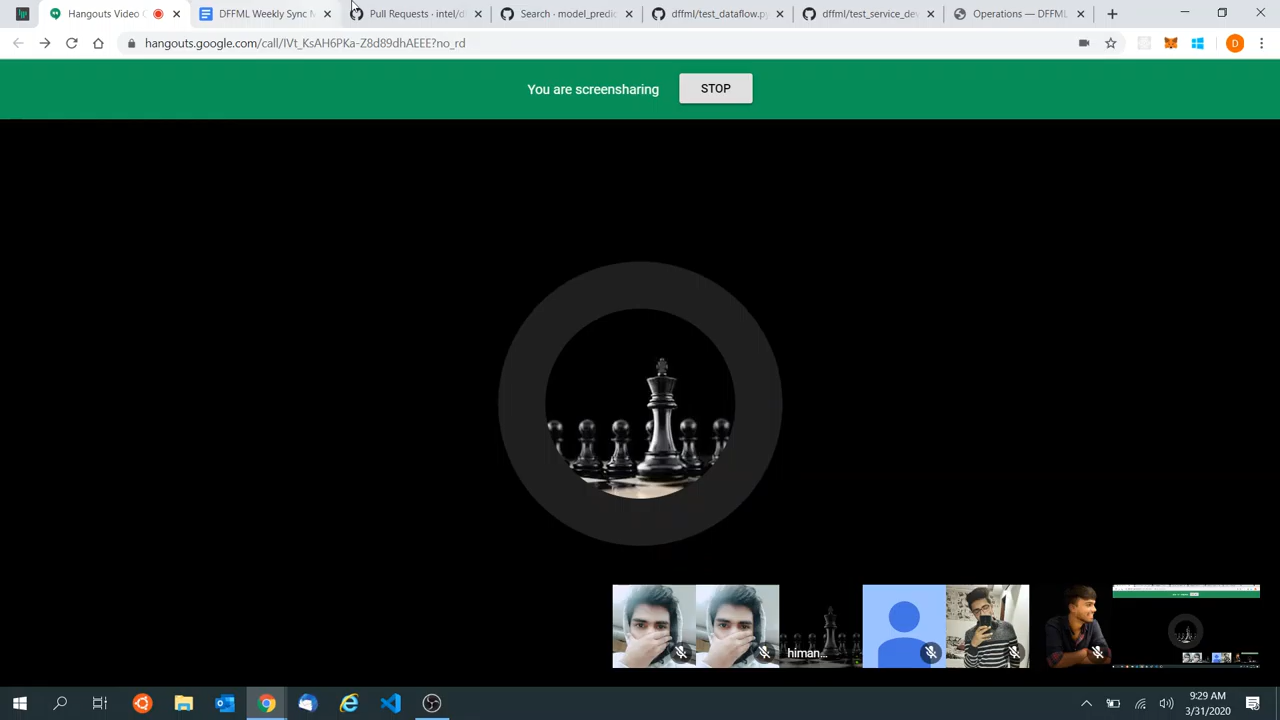 Hangouts Video C
DFFML Weekly Sync M
Pull Requests · intel/d
Search · model_predic
dffml/test_dataflow.p
dffml/test_service_dev
Operations — DFFML
hangouts.google.com/call/IVt_KsAH6PKa-Z8d89dhAEEE?no_rd
D
You are screensharing
STOP
himan...
9:29 AM
3/31/2020